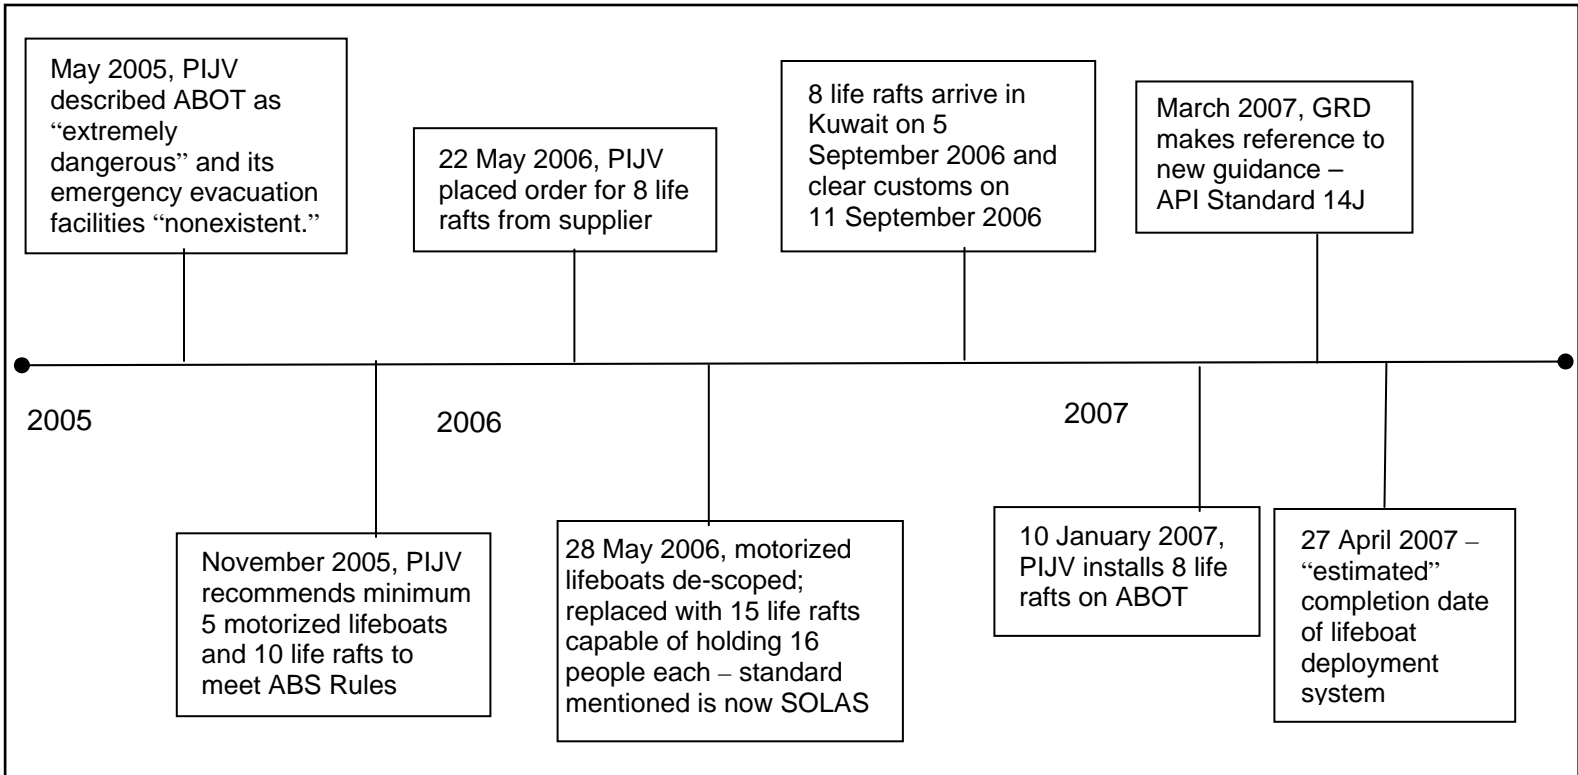 May 2005, PIJV
described ABOT as
“extremely
dangerous” and its
emergency evacuation
facilities “nonexistent.”
22 May 2006, PIJV
placed order for 8 life
rafts from supplier
8 life rafts arrive in
Kuwait on 5
September 2006 and
clear customs on
11 September 2006
March 2007, GRD
makes reference to
new guidance –
API Standard 14J
2005
2006
2007
November 2005, PIJV
recommends minimum
5 motorized lifeboats
and 10 life rafts to
meet ABS Rules
28 May 2006, motorized
lifeboats de-scoped;
replaced with 15 life rafts
capable of holding 16
people each – standard
mentioned is now SOLAS
10 January 2007,
PIJV installs 8 life
rafts on ABOT
27 April 2007 –
“estimated”
completion date
of lifeboat
deployment
system